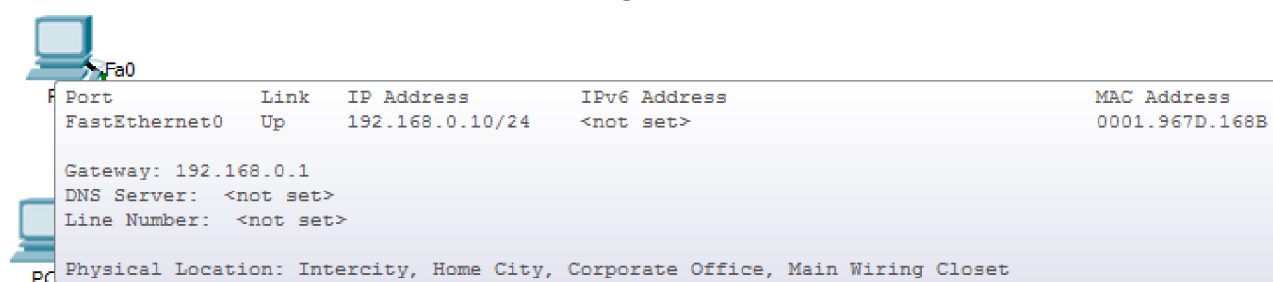 Fa0
Port Link IP Address IPv6 Address MAC Address
FastEthernet0 Up 192.168.0.10/24 <not set> 0001.967D.168B
Gateway: 192.168.0.1
DNS Server: <not set>
Line Number: <not set>
Physical Location: Intercity, Home City, Corporate Office, Main Wiring Closet